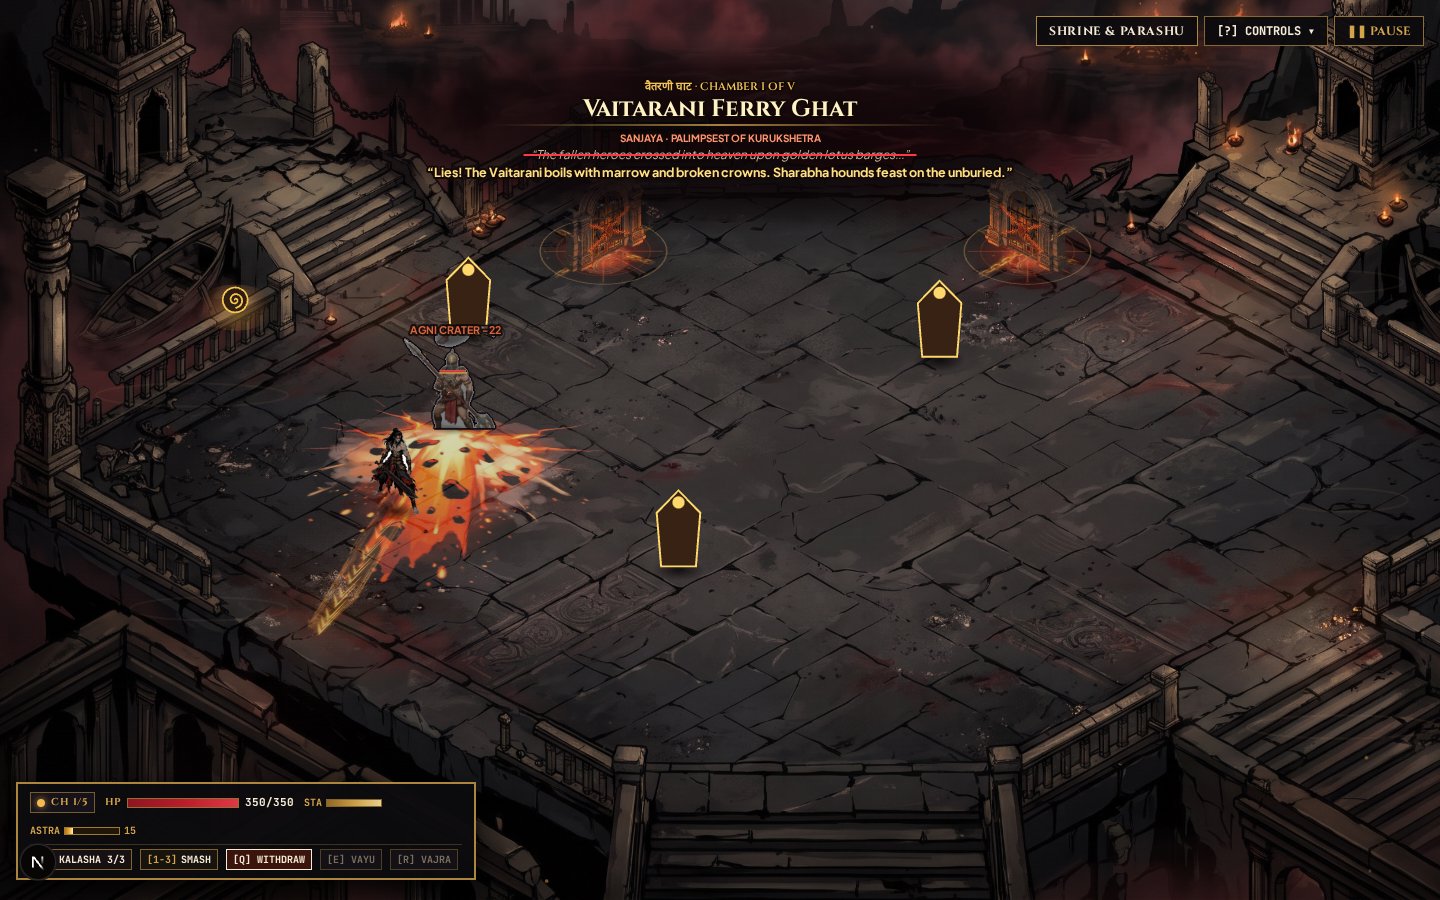 SHRINE & PARASHU
[?] CONTROLS ▾
❚❚ PAUSE
वैतरणी घाट · CHAMBER I OF V
VAITARANI FERRY GHAT
SANJAYA · PALIMPSEST OF KURUKSHETRA
“The fallen heroes crossed into heaven upon golden lotus barges...”
“Lies! The Vaitarani boils with marrow and broken crowns. Sharabha hounds feast on the unburied.”
AGNI CRATER -22
CH 1/5 HP 350/350 STA
ASTRA 15
N KALASHA 3/3 [1-3] SMASH [Q] WITHDRAW [E] VAYU [R] VAJRA